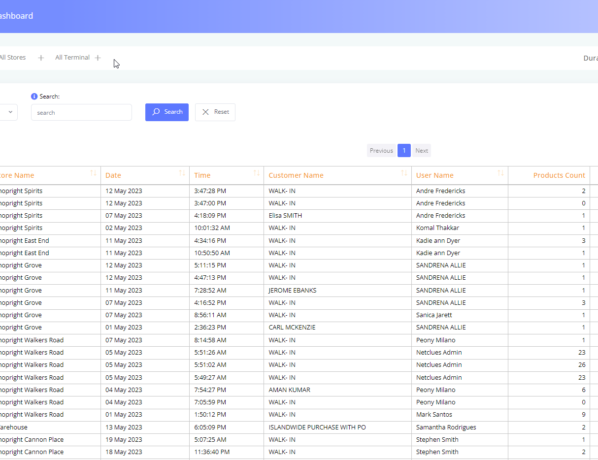 ashboard
All Stores + All Terminal + Dura
Search:
search Search Reset
Previous 1 Next
ore Name Date Time Customer Name User Name Products Count
hopright Spirits 12 May 2023 3:47:28 PM WALK- IN Andre Fredericks 2
hopright Spirits 12 May 2023 3:47:00 PM WALK- IN Andre Fredericks 0
hopright Spirits 07 May 2023 4:18:09 PM Elisa SMITH Andre Fredericks 1
hopright Spirits 02 May 2023 10:01:32 AM WALK- IN Komal Thakkar 1
hopright East End 11 May 2023 4:34:16 PM WALK- IN Kadie ann Dyer 3
hopright East End 11 May 2023 10:50:50 AM WALK- IN Kadie ann Dyer 2
hopright Grove 12 May 2023 5:11:15 PM WALK- IN SANDRENA ALLIE 1
hopright Grove 12 May 2023 4:47:13 PM WALK- IN SANDRENA ALLIE 1
hopright Grove 11 May 2023 7:28:52 AM JEROME EBANKS SANDRENA ALLIE 1
hopright Grove 07 May 2023 4:16:52 PM WALK- IN SANDRENA ALLIE 3
hopright Grove 07 May 2023 8:56:11 AM WALK- IN Sanica Jarett 1
hopright Grove 01 May 2023 2:36:23 PM CARL MCKENZIE SANDRENA ALLIE 1
hopright Walkers Road 07 May 2023 8:14:58 AM WALK- IN Peony Milano 1
hopright Walkers Road 05 May 2023 5:51:26 AM WALK- IN Netclues Admin 23
hopright Walkers Road 05 May 2023 5:51:02 AM WALK- IN Netclues Admin 26
hopright Walkers Road 05 May 2023 5:49:27 AM WALK- IN Netclues Admin 23
hopright Walkers Road 04 May 2023 7:54:27 PM AMAN KUMAR Peony Milano 6
hopright Walkers Road 04 May 2023 7:05:59 PM WALK- IN Peony Milano 0
hopright Walkers Road 01 May 2023 1:50:12 PM WALK- IN Mark Santos 9
arehouse 13 May 2023 6:05:09 PM ISLANDWIDE PURCHASE WITH PO Samantha Rodrigues 2
hopright Cannon Place 19 May 2023 5:07:25 AM WALK- IN Stephen Smith 1
hopright Cannon Place 18 May 2023 11:36:40 PM WALK- IN Stephen Smith 2